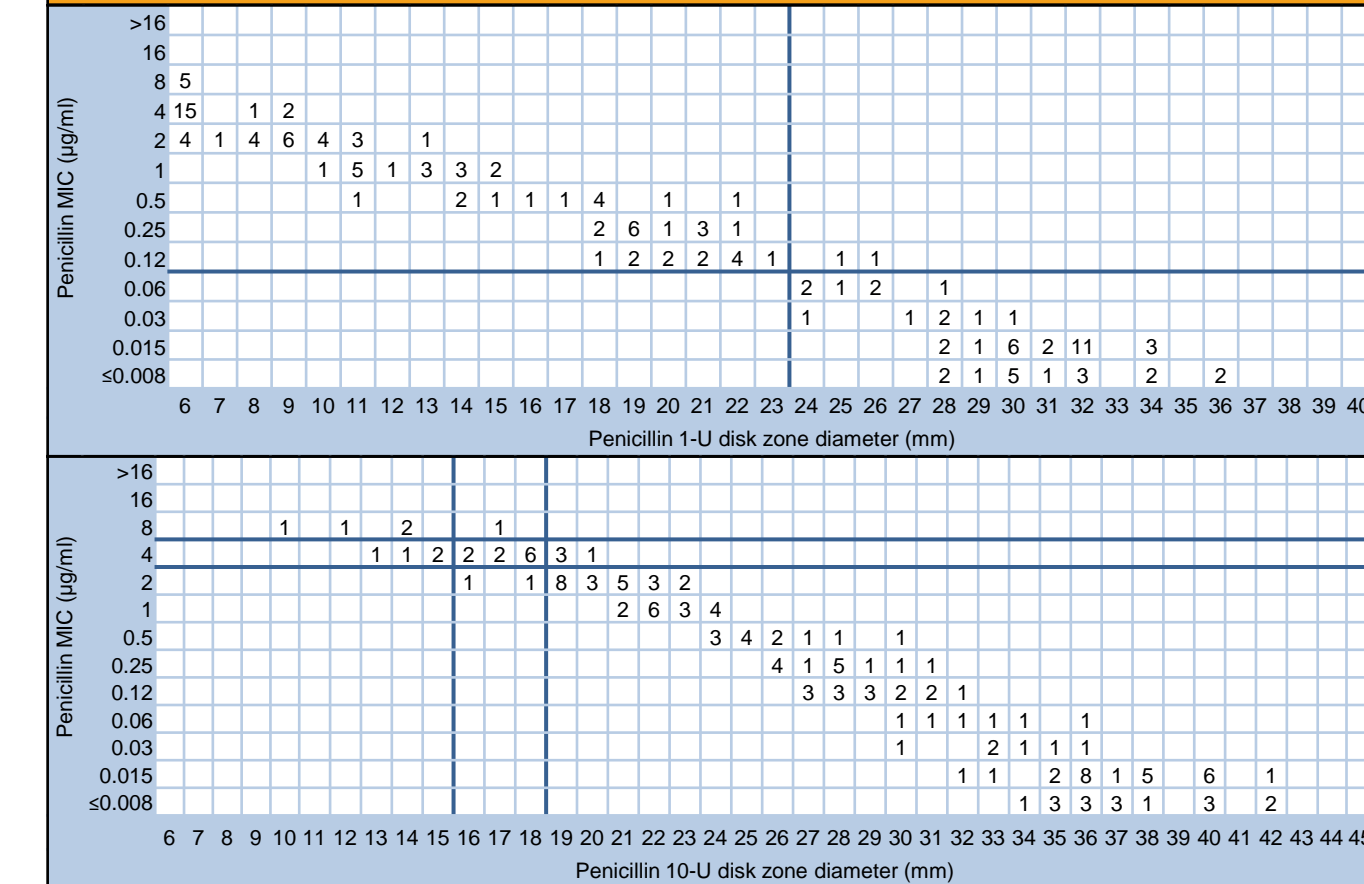 >16
16
8 5
4 15 1 2
2 4 1 4 6 4 3 1
1 1 5 1 3 3 2
0.5 1 2 1 1 1 4 1 1
0.25 2 6 1 3 1
0.12 1 2 2 2 4 1 1 1
0.06 2 1 2 1
0.03 1 1 2 1 1
0.015 2 1 6 2 11 3
≤0.008 2 1 5 1 3 2 2
Penicillin MIC (µg/ml)
6 7 8 9 10 11 12 13 14 15 16 17 18 19 20 21 22 23 24 25 26 27 28 29 30 31 32 33 34 35 36 37 38 39 40
Penicillin 1-U disk zone diameter (mm)
>16
16
8 1 1 2 1
4 1 1 2 2 2 6 3 1
2 1 1 8 3 5 3 2
1 2 6 3 4
0.5 3 4 2 1 1 1
0.25 4 1 5 1 1 1
0.12 3 3 3 2 2 1
0.06 1 1 1 1 1 1
0.03 1 2 1 1 1
0.015 1 1 2 8 1 5 6 1
≤0.008 1 3 3 3 1 3 2
Penicillin MIC (µg/ml)
6 7 8 9 10 11 12 13 14 15 16 17 18 19 20 21 22 23 24 25 26 27 28 29 30 31 32 33 34 35 36 37 38 39 40 41 42 43 44 45
Penicillin 10-U disk zone diameter (mm)